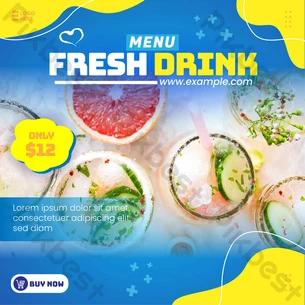 LOGO
MENU
FRESH DRINK
www.example.com
ONLY
$12
Lorem ipsum dolor sit amet,
consectetuer adipiscing elit,
sed diam
BUY NOW